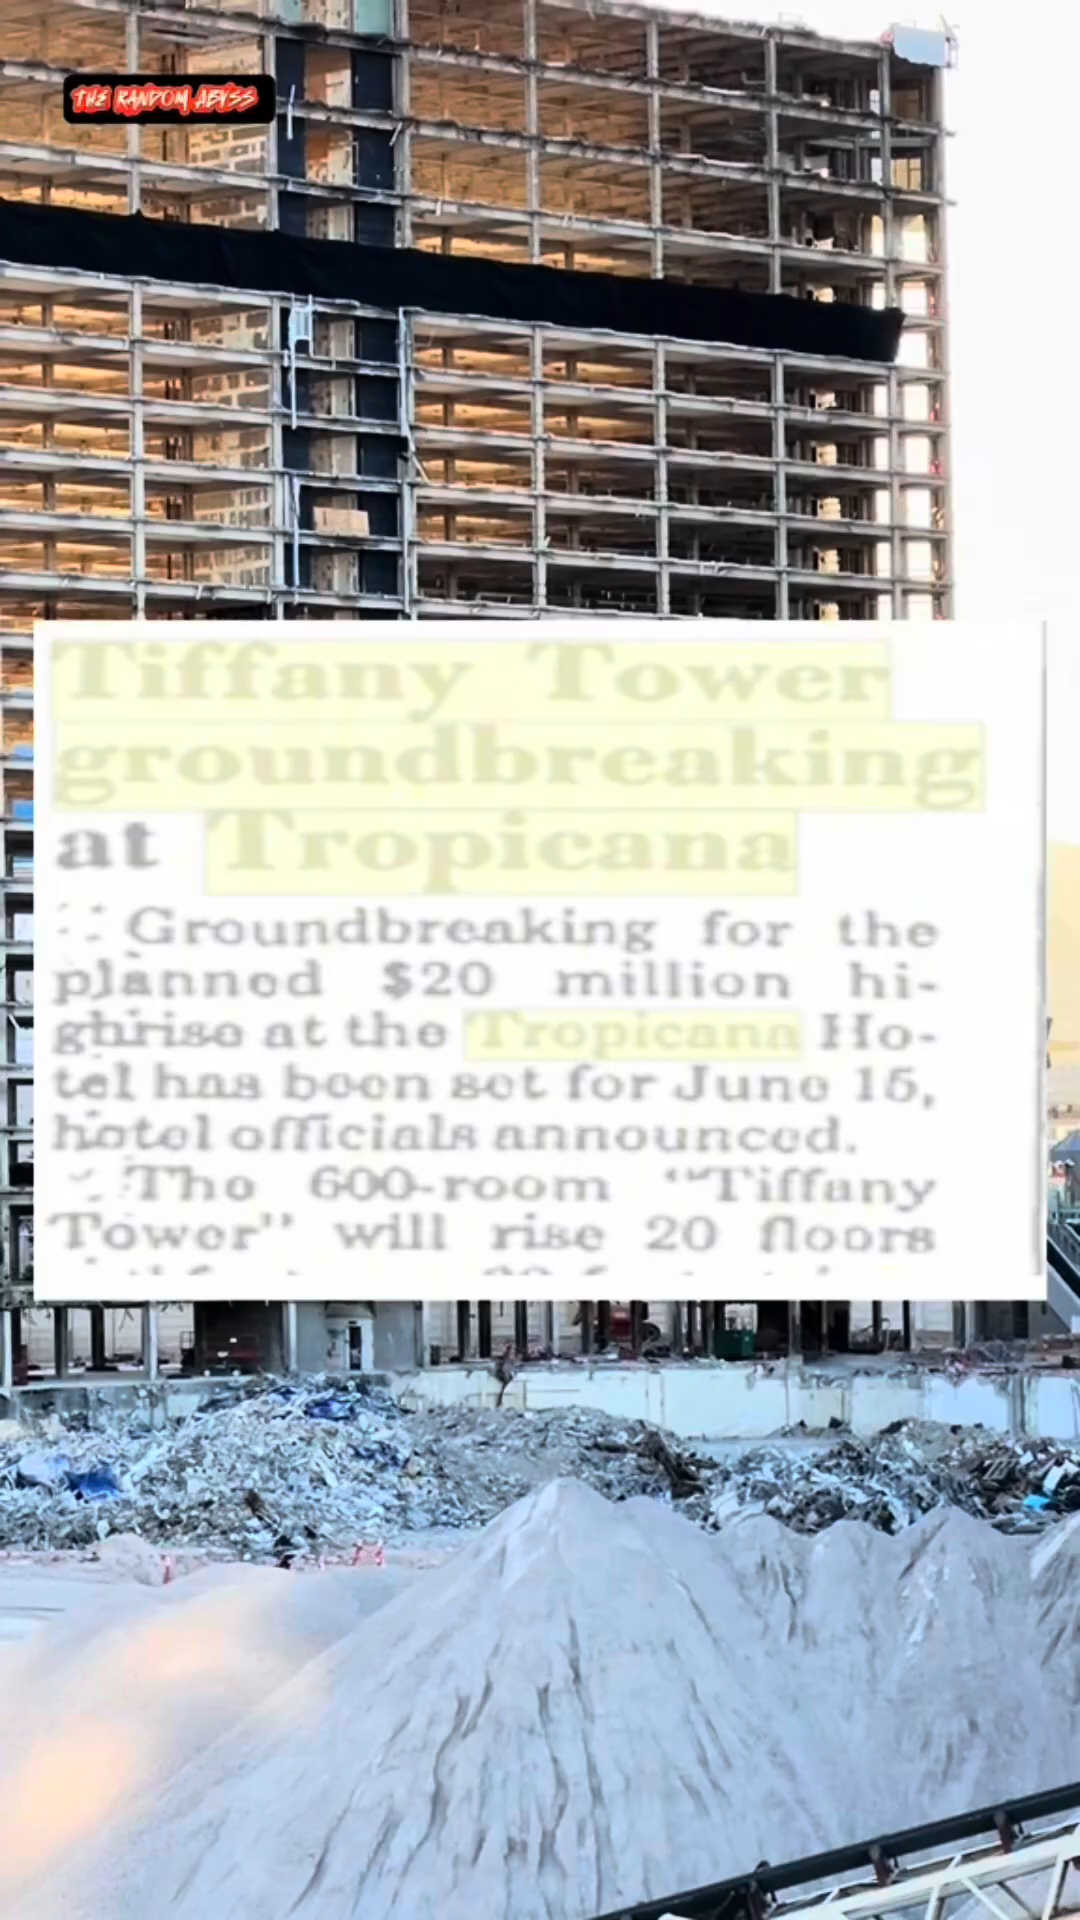 THE RANDOM ABYSS
Tiffany Tower
groundbreaking
at Tropicana
Groundbreaking for the
planned $20 million hi-
ghrise at the Tropicana Ho-
tel has been set for June 15,
hotel officials announced.
The 600-room "Tiffany
Tower" will rise 20 floors